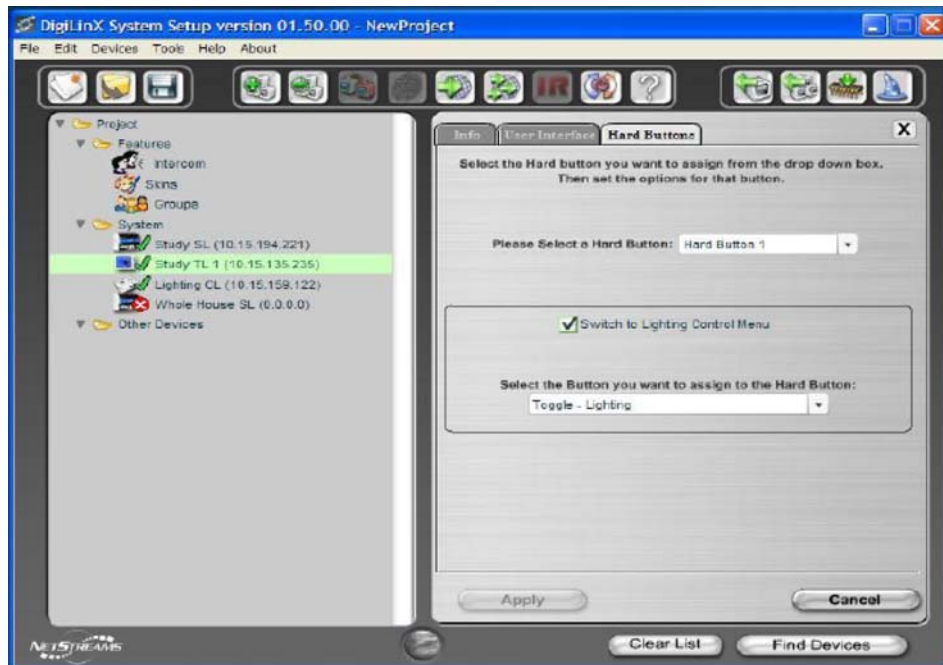 DigiLinX System Setup version 01.50.00 - NewProject
File Edit Devices Tools Help About
IR
Project
Features
Intercom
Skins
Groups
System
Study SL (10.15.194.221)
Study TL 1 (10.15.135.235)
Lighting CL (10.15.159.122)
Whole House SL (0.0.0.0)
Other Devices
Info User Interface Hard Buttons X
Select the Hard button you want to assign from the drop down box.
Then set the options for that button.
Please Select a Hard Button: Hard Button 1
Switch to Lighting Control Menu
Select the Button you want to assign to the Hard Button:
Toggle - Lighting
Apply Cancel
NETSTREAMS Clear List Find Devices